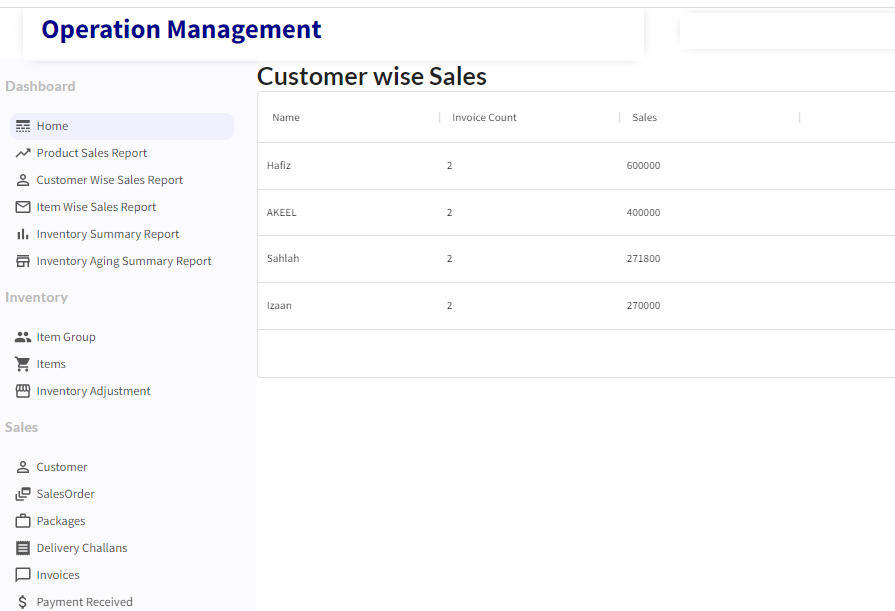 Operation Management
Dashboard
Home
Product Sales Report
Customer Wise Sales Report
Item Wise Sales Report
Inventory Summary Report
Inventory Aging Summary Report
Inventory
Item Group
Items
Inventory Adjustment
Sales
Customer
SalesOrder
Packages
Delivery Challans
Invoices
Payment Received
Customer wise Sales
Name Invoice Count Sales
Hafiz 2 600000
AKEEL 2 400000
Sahlah 2 271800
Izaan 2 270000